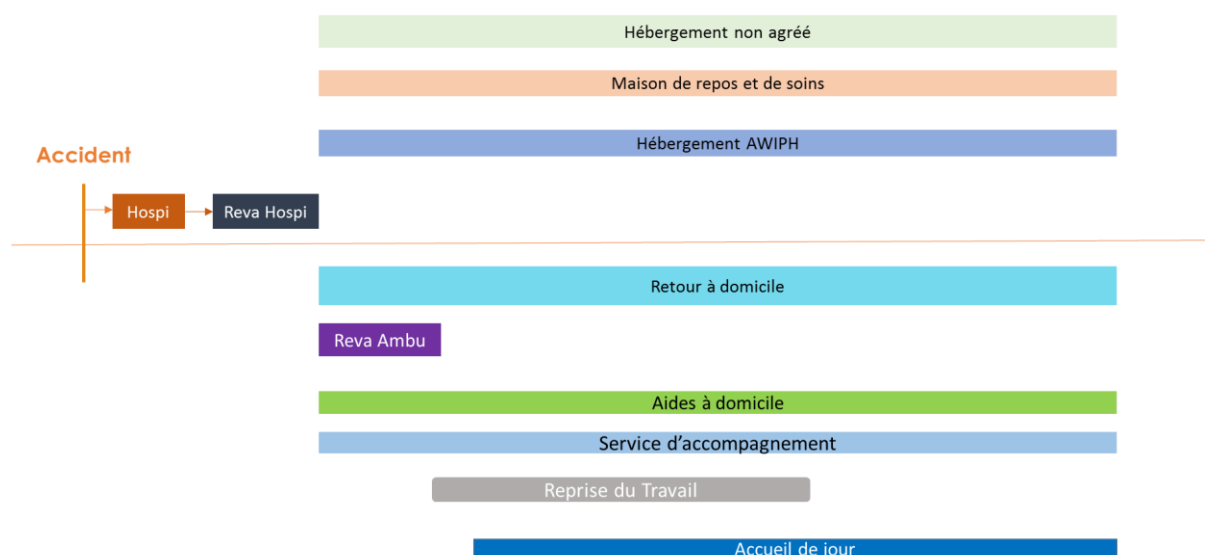 Hébergement non agréé
Maison de repos et de soins
Hébergement AWIPH
Accident
Hospi
Reva Hospi
Retour à domicile
Reva Ambu
Aides à domicile
Service d’accompagnement
Reprise du Travail
Accueil de jour